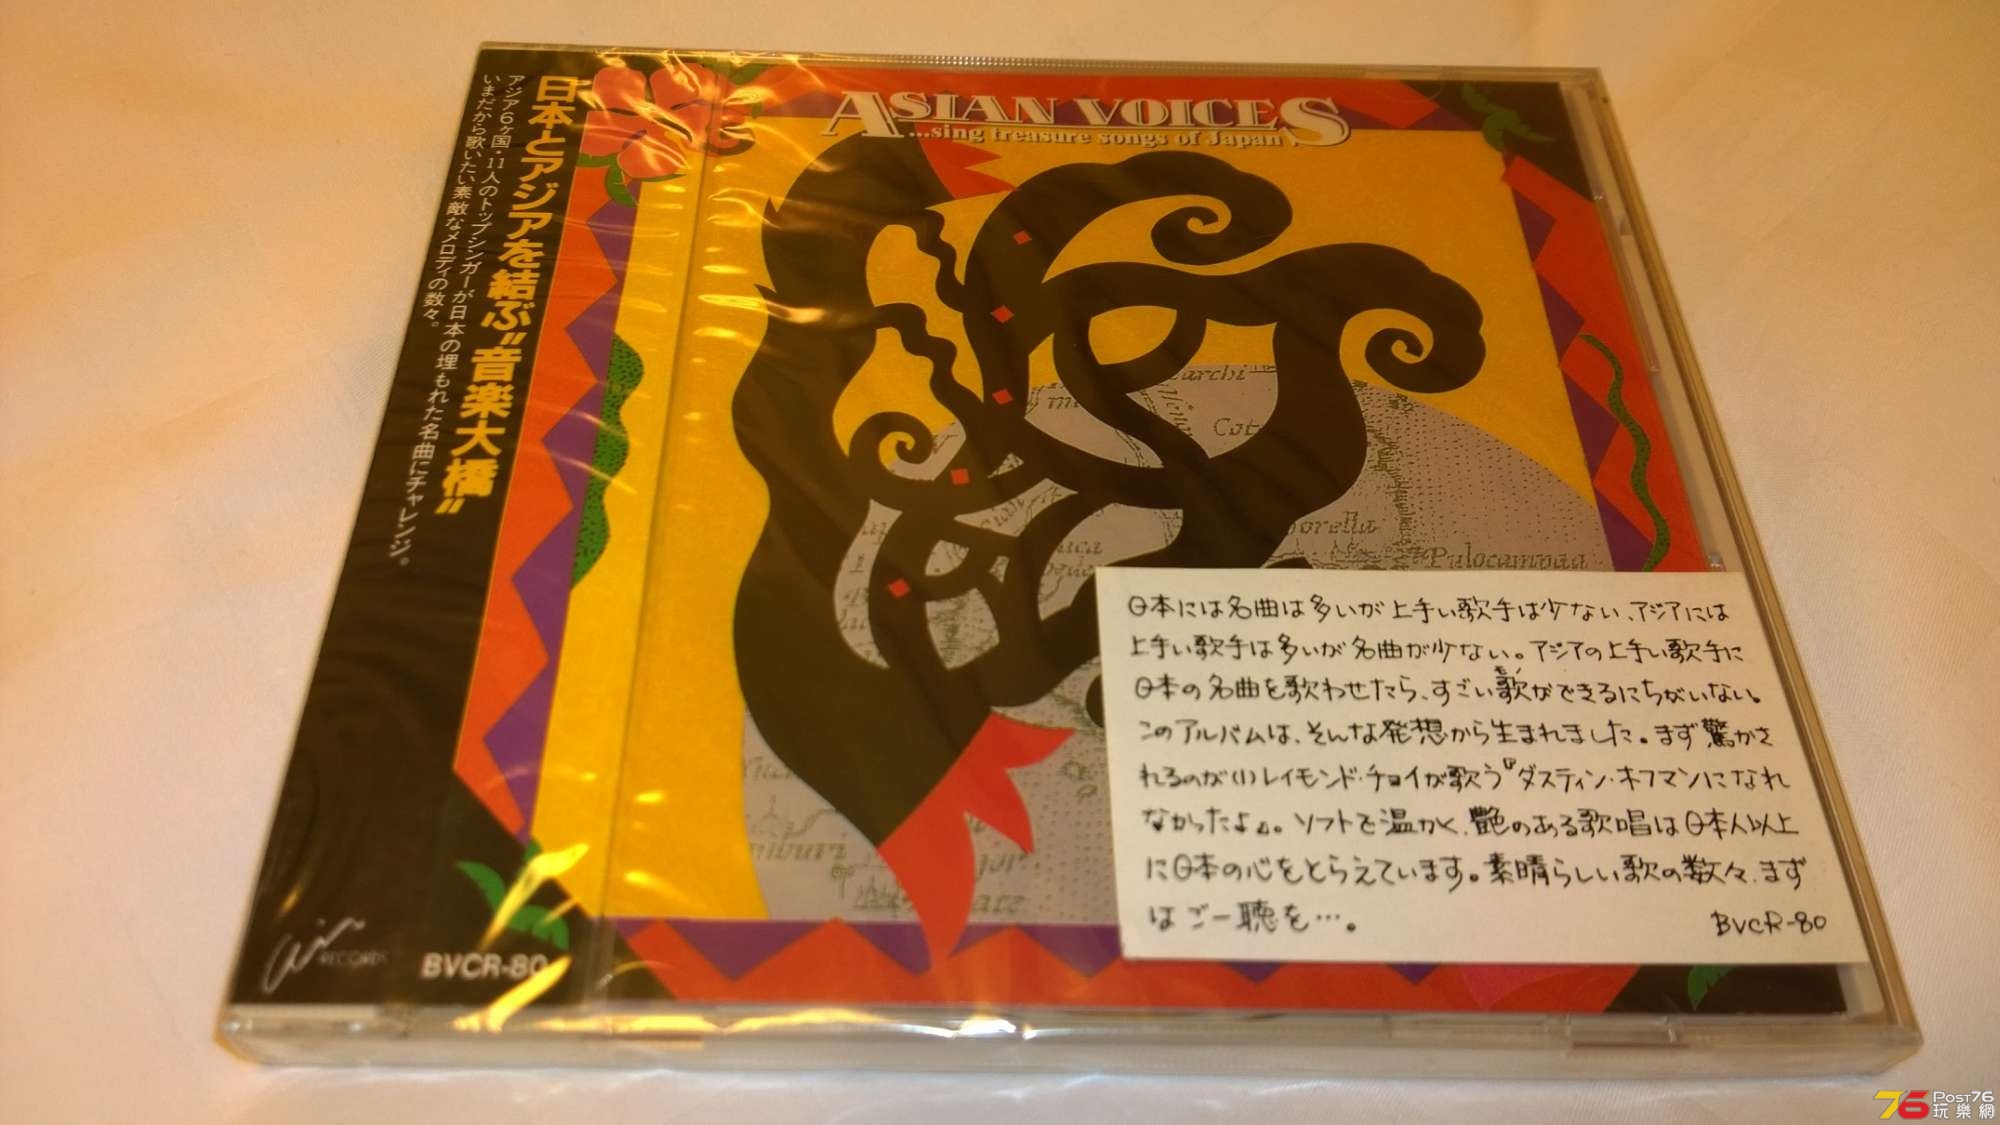 日本とアジアを結ぶ"音楽大橋"
アジア6ヶ国・11人のトップシンガーが日本の埋もれた名曲にチャレンジ。
いまだから歌いたい素敵なメロディの数々。
air RECORDS
BVCR-80
ASIAN VOICES
...sing treasure songs of Japan
archi
Cot
orella
Pulocambaa
日本には名曲は多いが上手い歌手は少ない、アジアには
上手い歌手は多いが名曲が少ない。アジアの上手い歌手に
日本の名曲を歌わせたら、すごい歌(モノ)ができるにちがいない。
このアルバムは、そんな発想から生まれました。まず驚かさ
れるのが(1)レイモンド・チョイが歌う『ダスティン・ホフマンになれ
なかったよ』。ソフトで温かく、艶のある歌唱は日本人以上
に日本の心をとらえています。素晴らしい歌の数々、まず
はご一聴を…。
BVCR-80
76 POST76
玩樂網